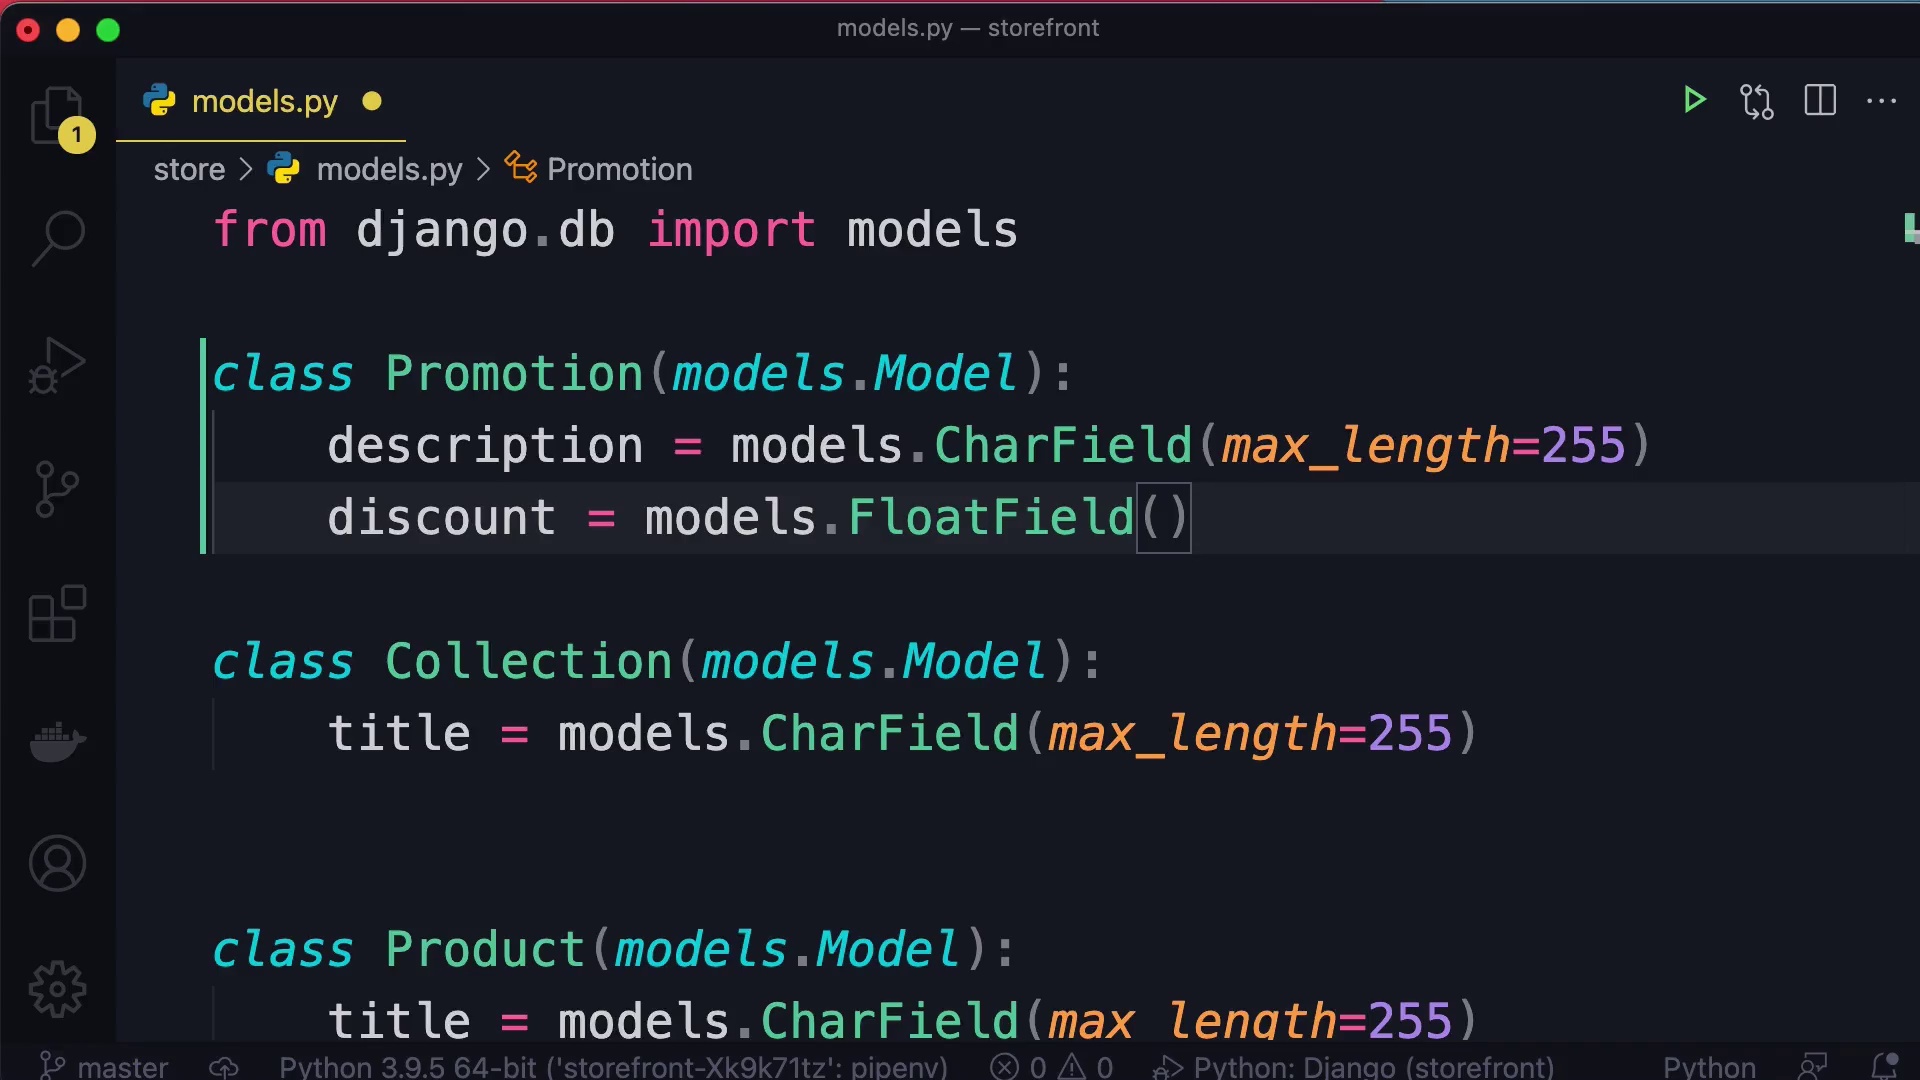 models.py — storefront
models.py
1
store > models.py > Promotion
from django.db import models
class Promotion(models.Model):
    description = models.CharField(max_length=255)
    discount = models.FloatField()
class Collection(models.Model):
    title = models.CharField(max_length=255)
class Product(models.Model):
    title = models.CharField(max_length=255)
master Python 3.9.5 64-bit ('storefront-Xk9k71tz': pipenv) 0 0 Python: Django (storefront) Python